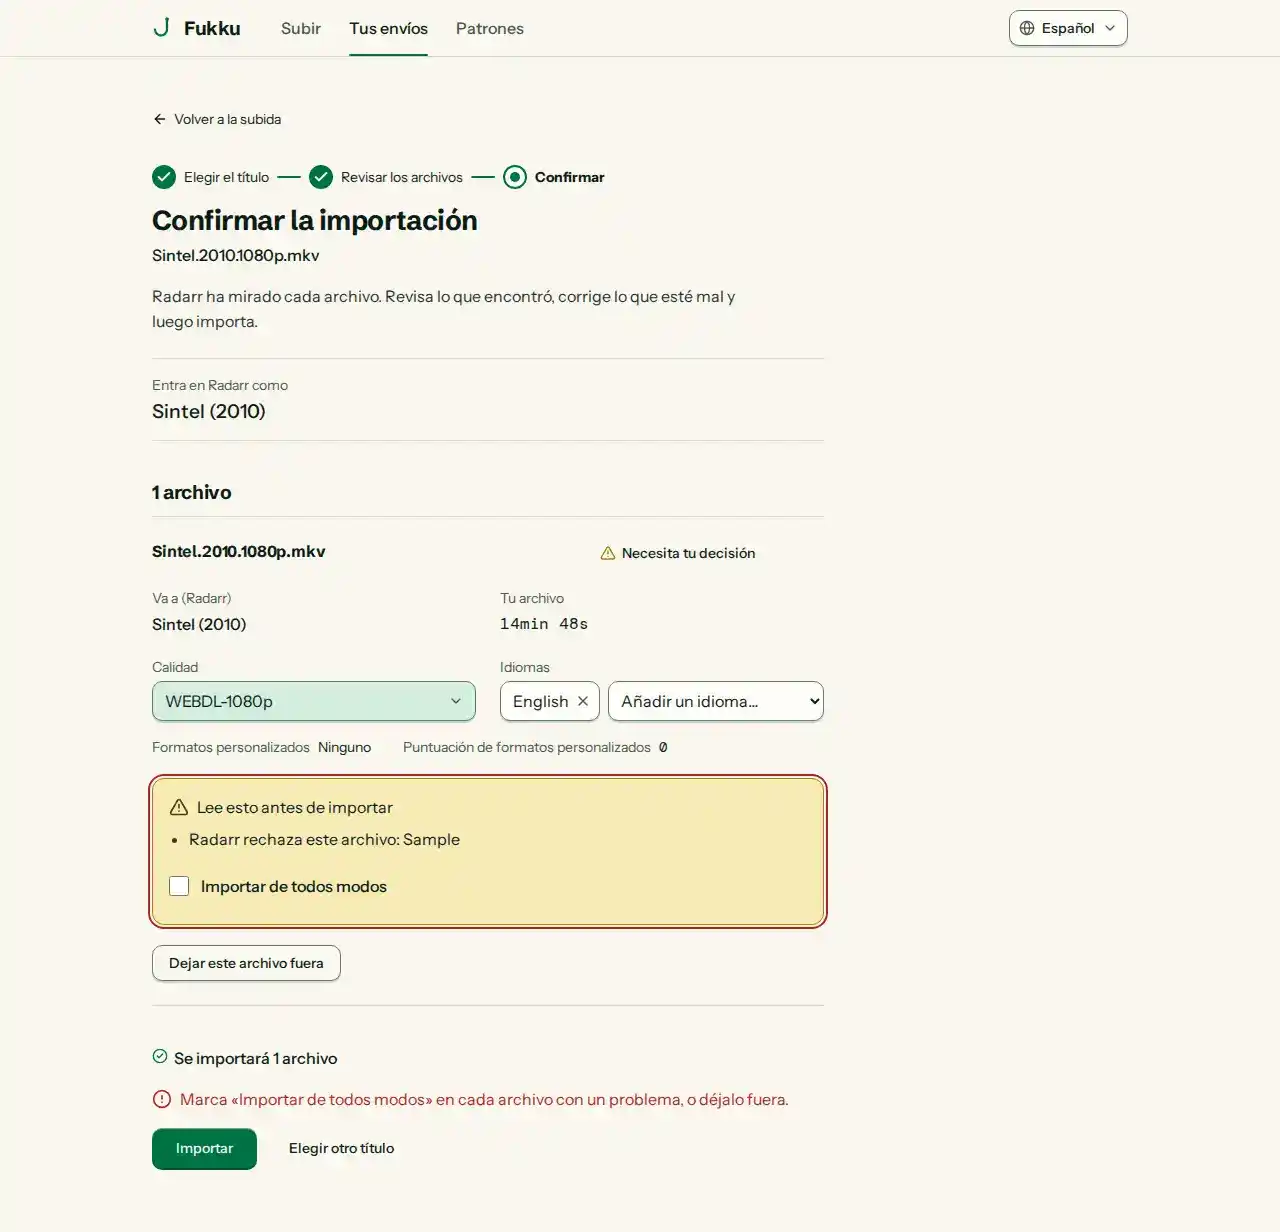 Fukku
Subir
Tus envíos
Patrones
Español
Volver a la subida
Elegir el título
Revisar los archivos
Confirmar
Confirmar la importación
Sintel.2010.1080p.mkv
Radarr ha mirado cada archivo. Revisa lo que encontró, corrige lo que esté mal y
luego importa.
Entra en Radarr como
Sintel (2010)
1 archivo
Sintel.2010.1080p.mkv
Necesita tu decisión
Va a (Radarr)
Sintel (2010)
Tu archivo
14min 48s
Calidad
WEBDL-1080p
Idiomas
English
Añadir un idioma...
Formatos personalizados Ninguno
Puntuación de formatos personalizados 0
Lee esto antes de importar
• Radarr rechaza este archivo: Sample
Importar de todos modos
Dejar este archivo fuera
Se importará 1 archivo
Marca «Importar de todos modos» en cada archivo con un problema, o déjalo fuera.
Importar
Elegir otro título